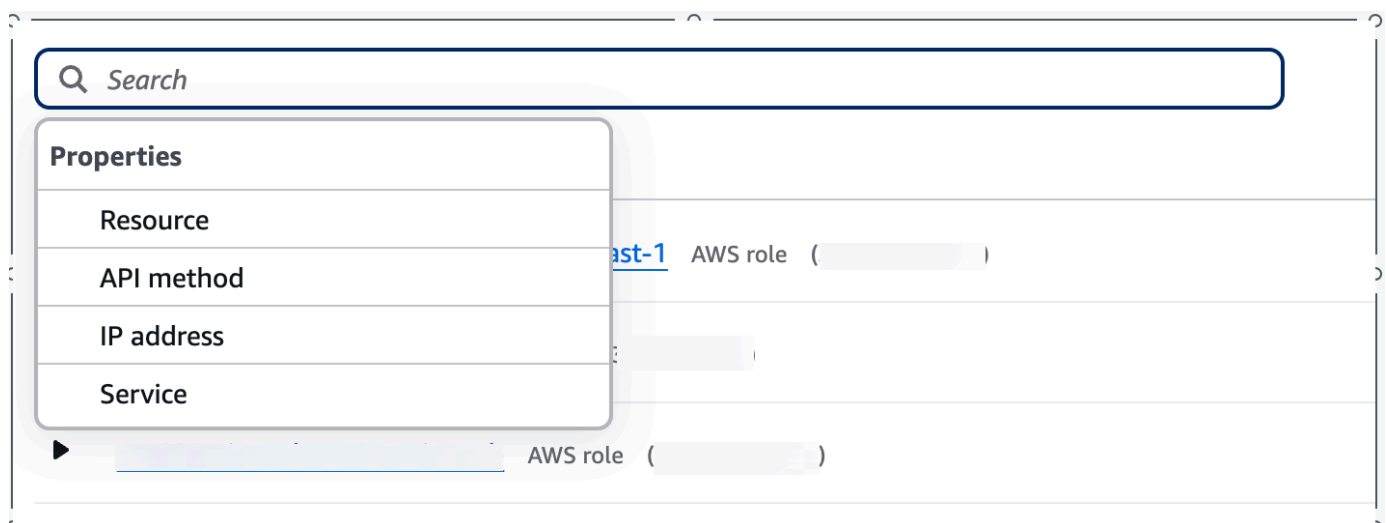 Search
Properties
Resource
API method
IP address
Service
ast-1 AWS role ( )
)
AWS role ( )